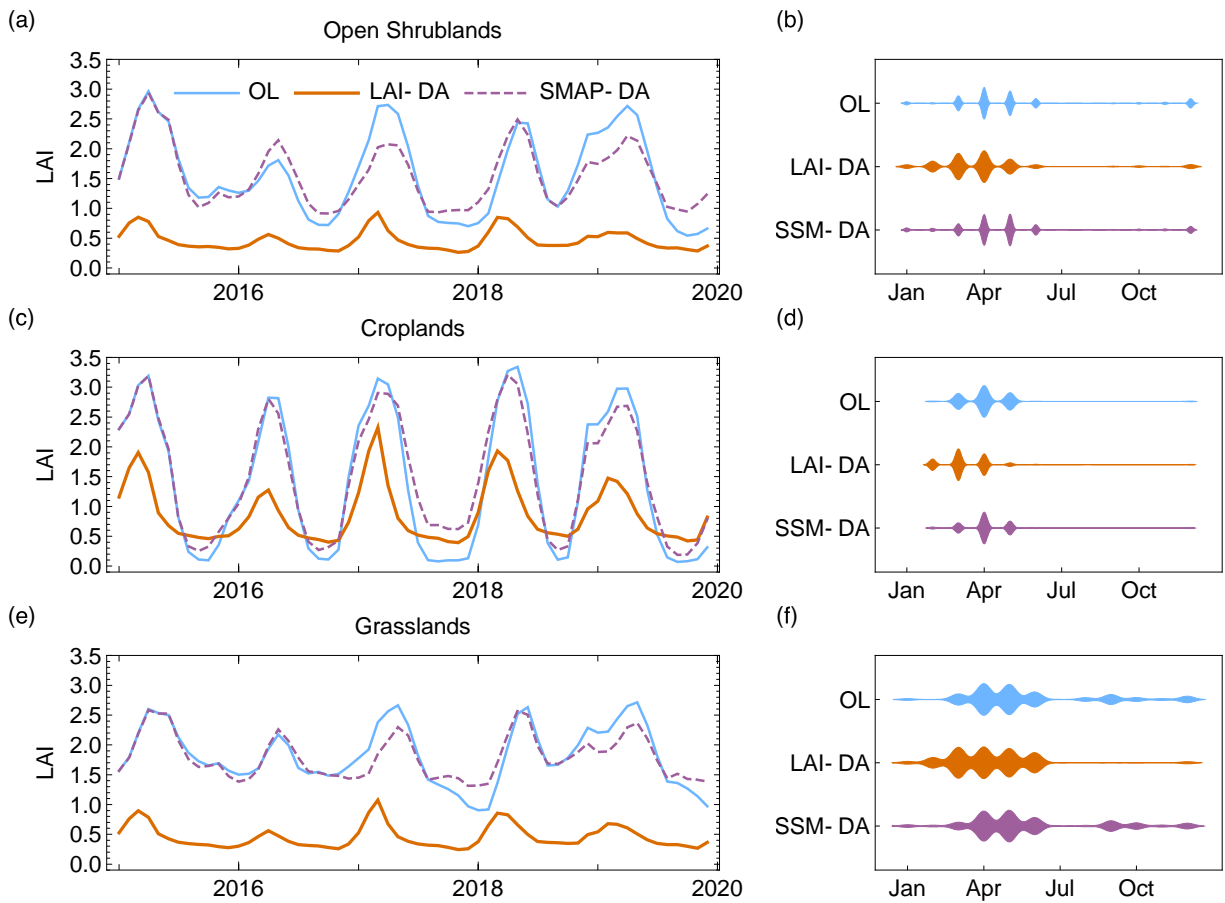 (a)
Open Shrublands
3.5
3.0
2.5
2.0
1.5
1.0
0.5
0.0
LAI
OL
LAI- DA
SMAP- DA
2016
2018
2020
(b)
OL
LAI- DA
SSM- DA
Jan
Apr
Jul
Oct
(c)
Croplands
3.5
3.0
2.5
2.0
1.5
1.0
0.5
0.0
LAI
2016
2018
2020
(d)
OL
LAI- DA
SSM- DA
Jan
Apr
Jul
Oct
(e)
Grasslands
3.5
3.0
2.5
2.0
1.5
1.0
0.5
0.0
LAI
2016
2018
2020
(f)
OL
LAI- DA
SSM- DA
Jan
Apr
Jul
Oct